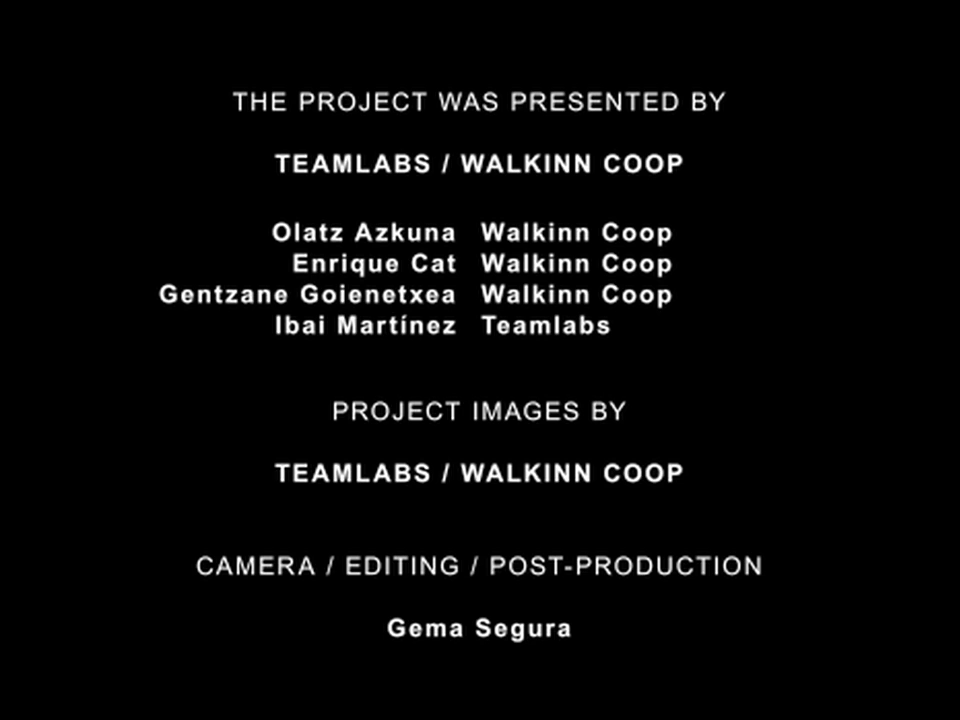 THE PROJECT WAS PRESENTED BY
TEAMLABS / WALKINN COOP
Olatz Azkuna Walkinn Coop
Enrique Cat Walkinn Coop
Gentzane Goienetxea Walkinn Coop
Ibai Martínez Teamlabs
PROJECT IMAGES BY
TEAMLABS / WALKINN COOP
CAMERA / EDITING / POST-PRODUCTION
Gema Segura